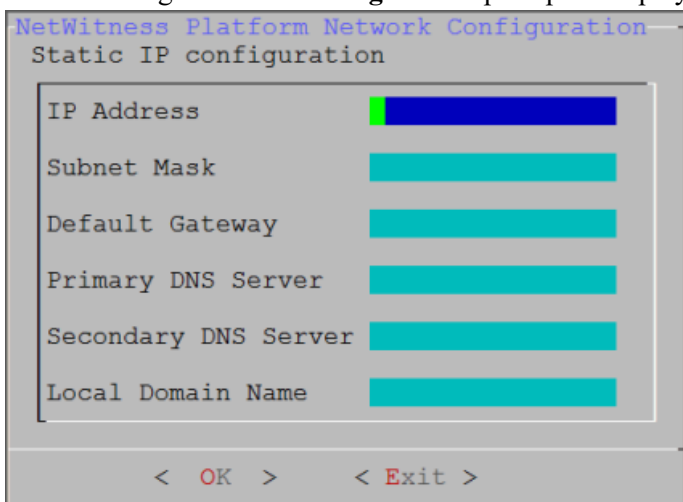 NetWitness Platform Network Configuration
Static IP configuration
IP Address
Subnet Mask
Default Gateway
Primary DNS Server
Secondary DNS Server
Local Domain Name
< OK > < Exit >